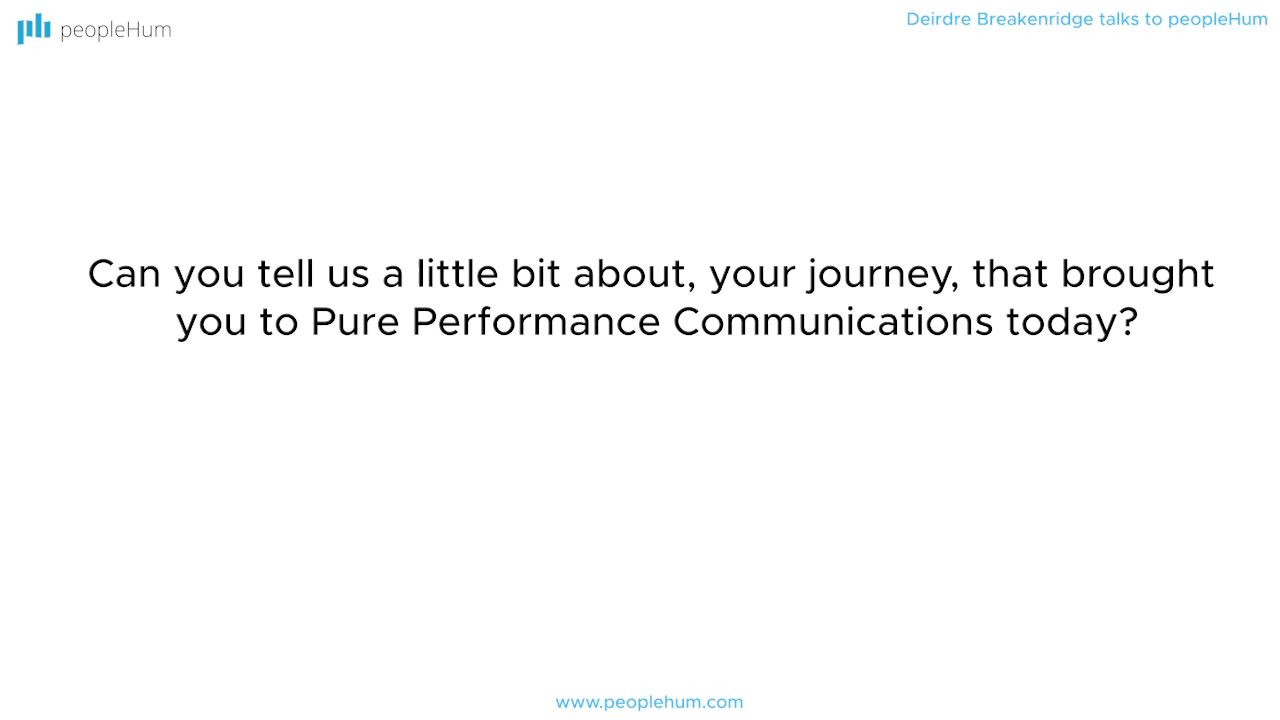 peopleHum
Deirdre Breakenridge talks to peopleHum
Can you tell us a little bit about, your journey, that brought
you to Pure Performance Communications today?
www.peoplehum.com